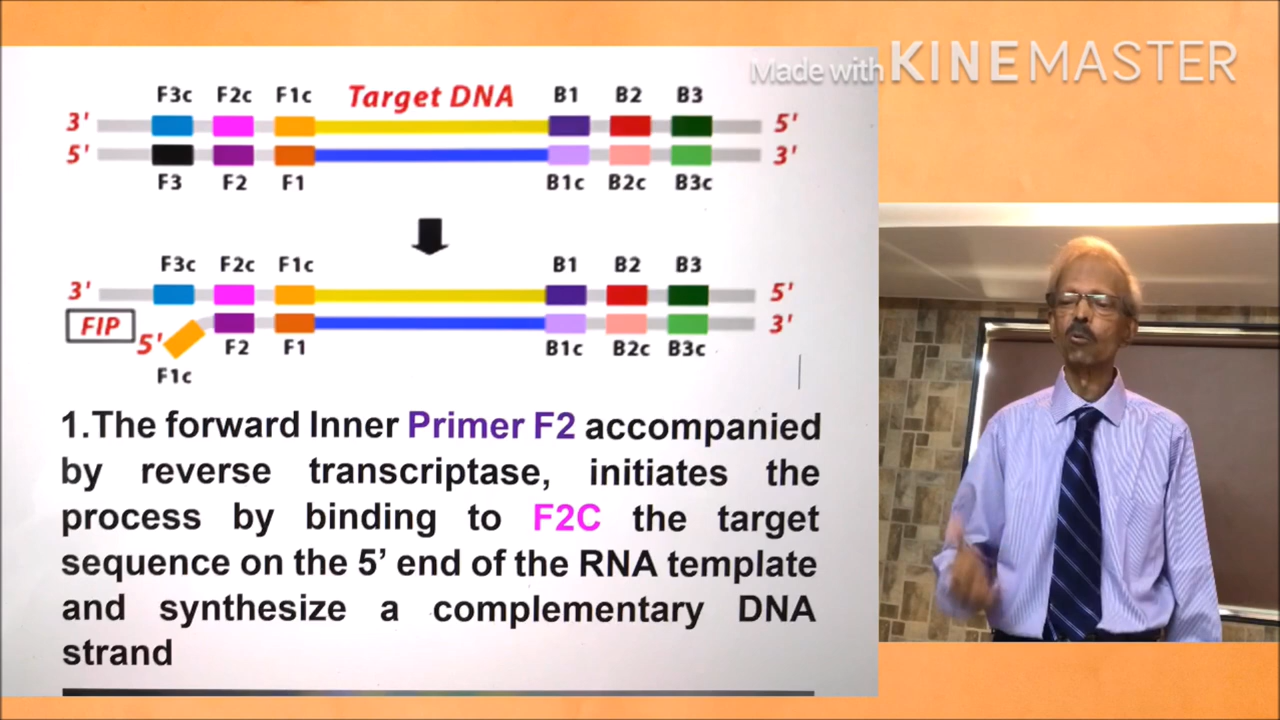 Made with KINEMASTER
F3c F2c F1c Target DNA B1 B2 B3
3' 5'
5' 3'
F3 F2 F1 B1c B2c B3c
F3c F2c F1c B1 B2 B3
3' 5'
FIP 5' 3'
F2 F1 B1c B2c B3c
F1c
1.The forward Inner Primer F2 accompanied
by reverse transcriptase, initiates the
process by binding to F2C the target
sequence on the 5’ end of the RNA template
and synthesize a complementary DNA
strand